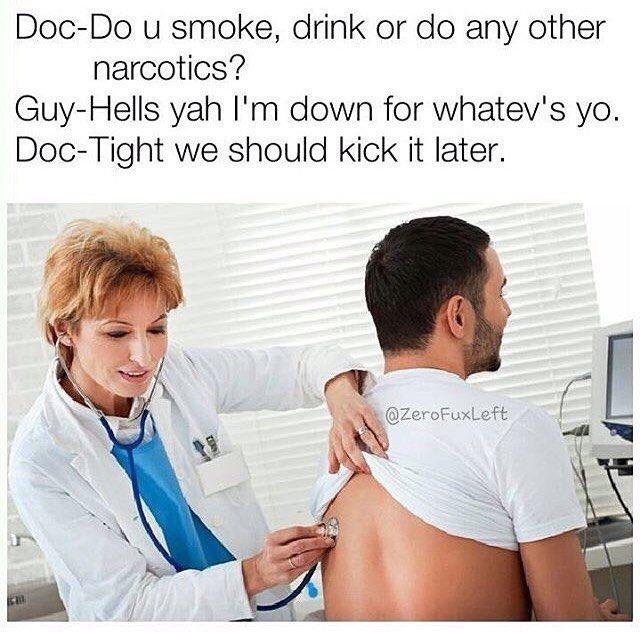 Doc-Do u smoke, drink or do any other
narcotics?
Guy-Hells yah I'm down for whatev's yo.
Doc-Tight we should kick it later.
@ZeroFuxLeft